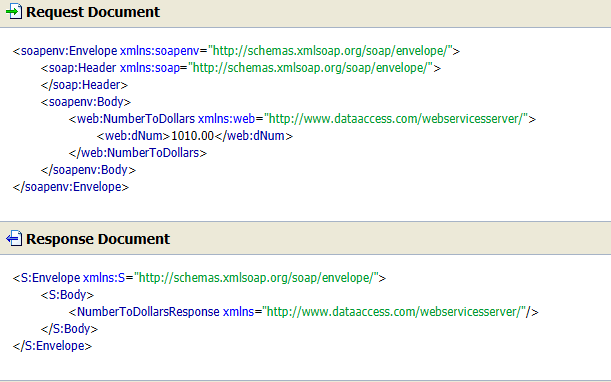 Request Document
<soapenv:Envelope xmlns:soapenv="http://schemas.xmlsoap.org/soap/envelope/">
<soap:Header xmlns:soap="http://schemas.xmlsoap.org/soap/envelope/">
</soap:Header>
<soapenv:Body>
<web:NumberToDollars xmlns:web="http://www.dataaccess.com/webservicesserver/">
<web:dNum>1010.00</web:dNum>
</web:NumberToDollars>
</soapenv:Body>
</soapenv:Envelope>
Response Document
<S:Envelope xmlns:S="http://schemas.xmlsoap.org/soap/envelope/">
<S:Body>
<NumberToDollarsResponse xmlns="http://www.dataaccess.com/webservicesserver/"/>
</S:Body>
</S:Envelope>